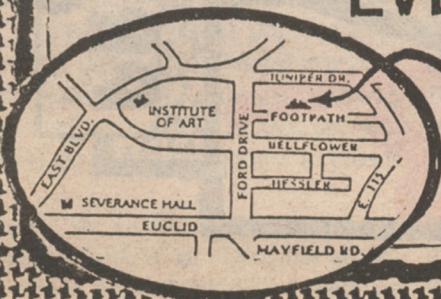 JUNIPER DR.
INSTITUTE
OF ART
FOOTPATH
EAST BLVD.
FORD DRIVE
BELLFLOWER
HESSLER
E. 115
SEVERANCE HALL
EUCLID
MAYFIELD RD.